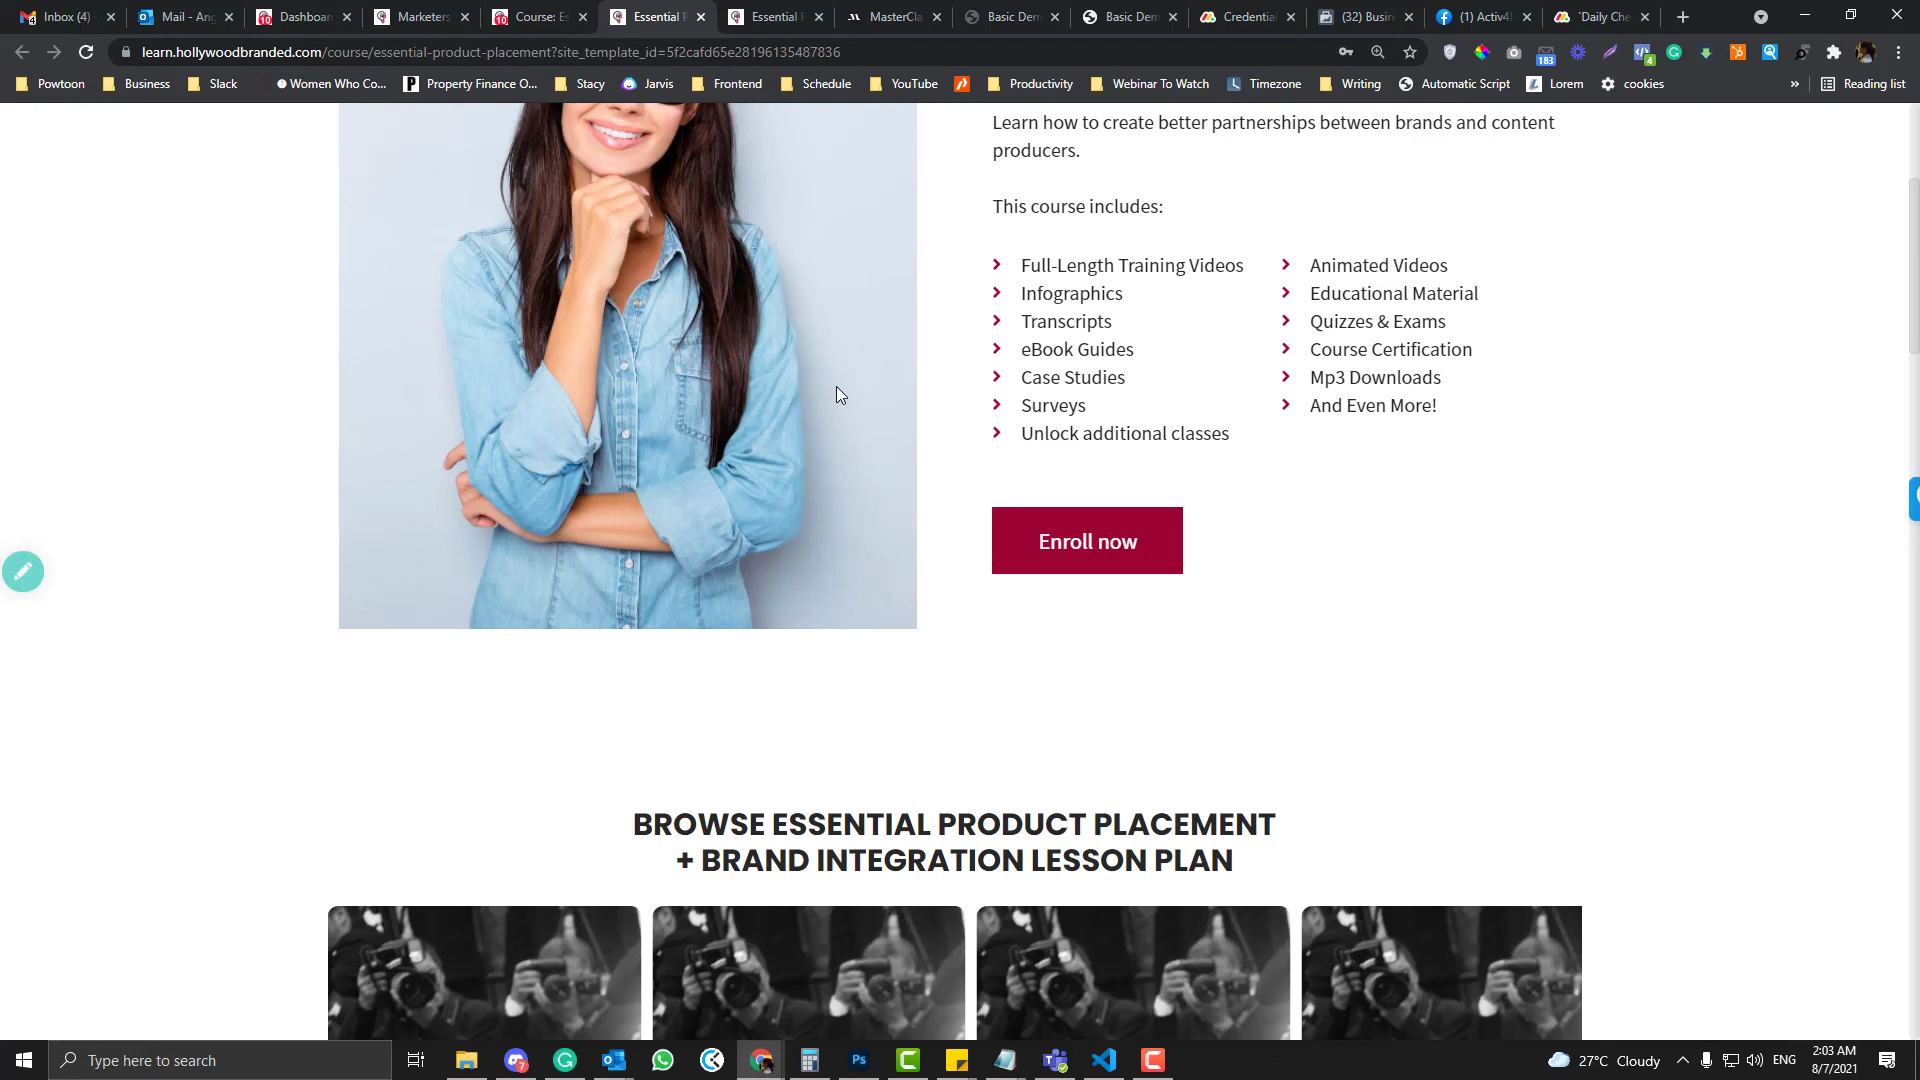 Inbox (4)
Mail - An
Dashboar
Marketers
Course: Es
Essential P
Essential P
MasterCla
Basic Dem
Basic Dem
Credential
(32) Busin
(1) Activ4
`Daily Che
learn.hollywoodbranded.com/course/essential-product-placement?site_template_id=5f2cafd65e28196135487836
183
4
Powtoon
Business
Slack
Women Who Co...
Property Finance O...
Stacy
Jarvis
Frontend
Schedule
YouTube
Productivity
Webinar To Watch
Timezone
Writing
Automatic Script
Lorem
cookies
»
Reading list
Learn how to create better partnerships between brands and content
producers.
This course includes:
Full-Length Training Videos
Infographics
Transcripts
eBook Guides
Case Studies
Surveys
Unlock additional classes
Animated Videos
Educational Material
Quizzes & Exams
Course Certification
Mp3 Downloads
And Even More!
Enroll now
BROWSE ESSENTIAL PRODUCT PLACEMENT
+ BRAND INTEGRATION LESSON PLAN
Type here to search
27°C Cloudy
ENG
2:03 AM
8/7/2021